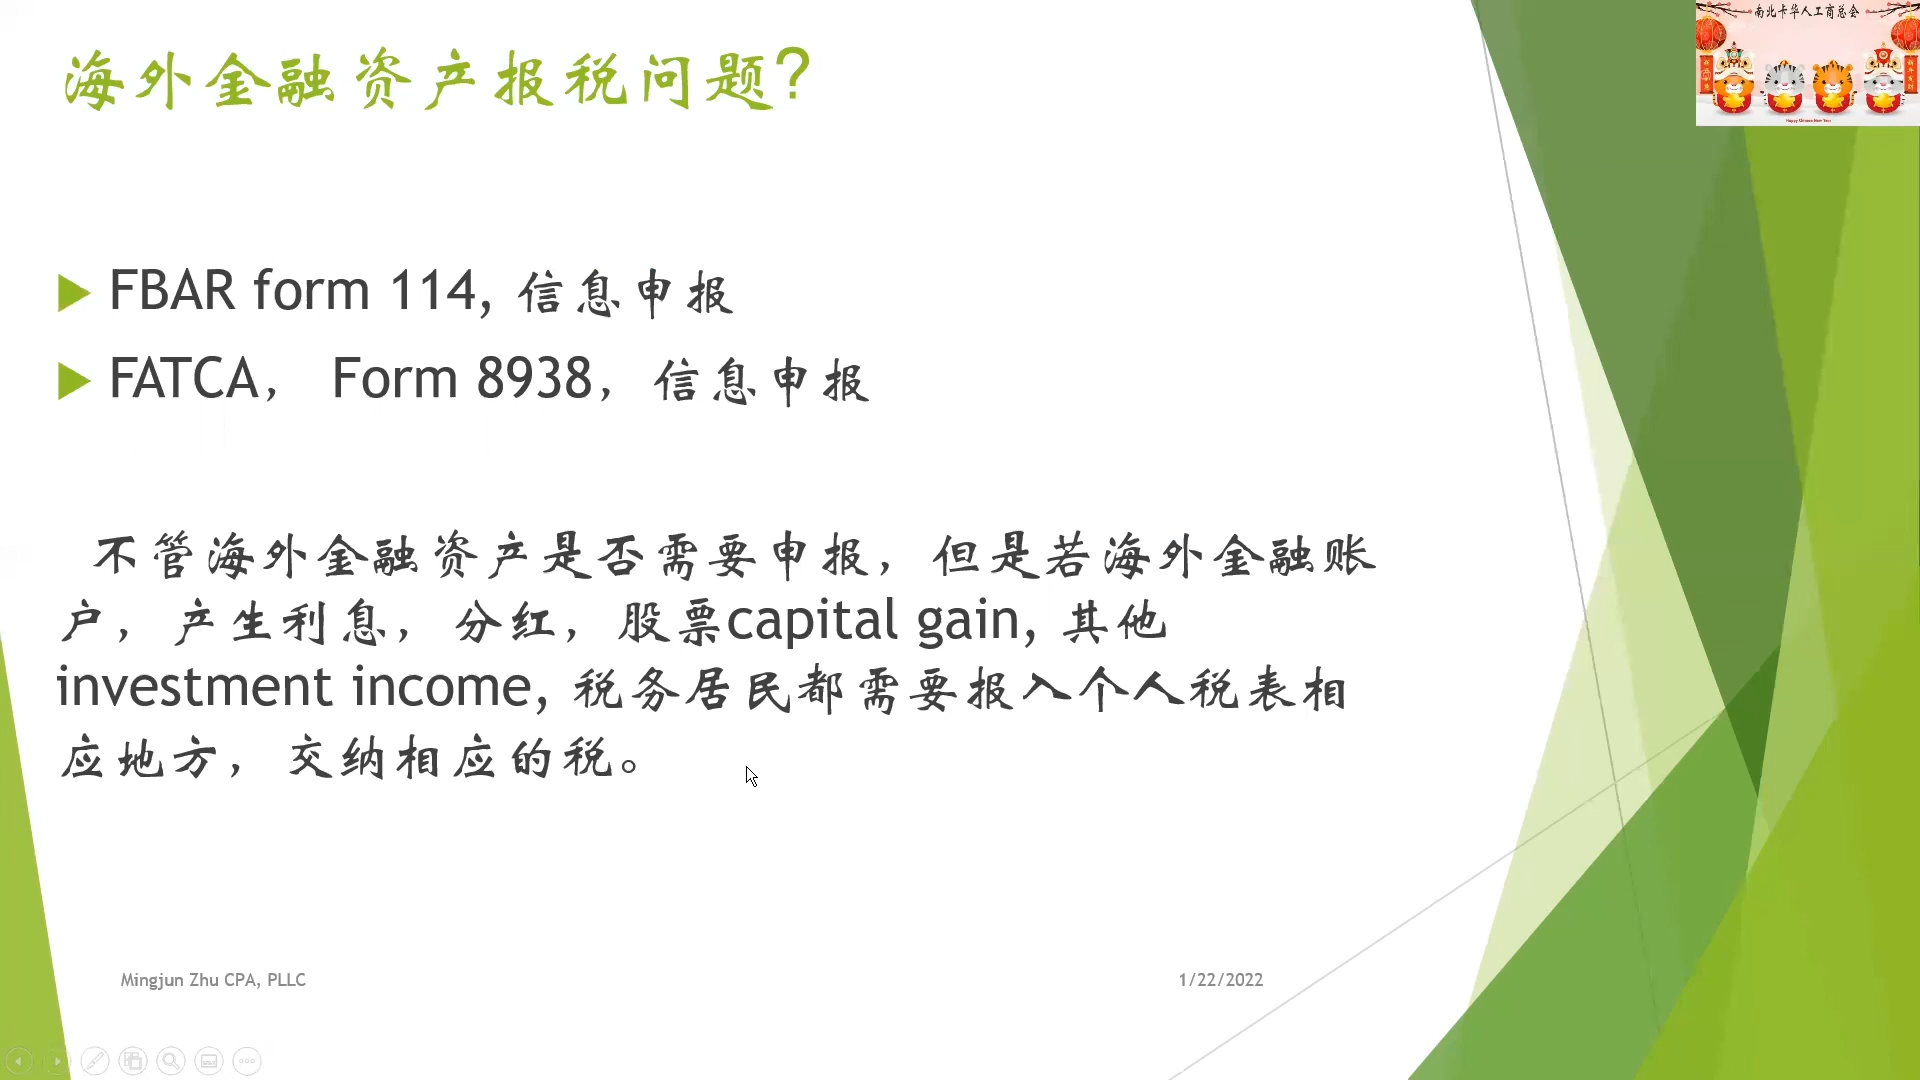 海外金融资产报税问题?
南北卡华人工商总会
Happy Chinese New Year
FBAR form 114, 信息申报
FATCA， Form 8938，信息申报
不管海外金融资产是否需要申报，但是若海外金融账
户，产生利息，分红，股票capital gain, 其他
investment income, 税务居民都需要报入个人税表相
应地方，交纳相应的税。
Mingjun Zhu CPA, PLLC
1/22/2022